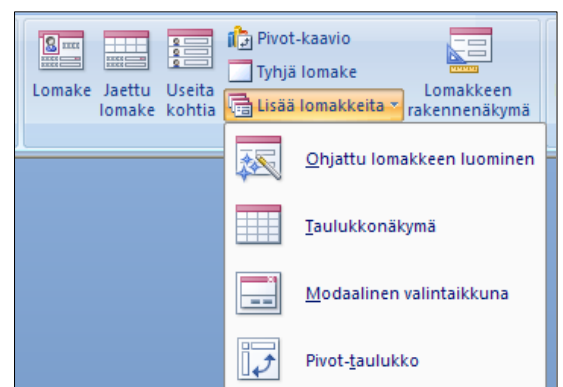 Lomake
Jaettu
lomake
Useita
kohtia
Pivot-kaavio
Tyhjä lomake
Lisää lomakkeita
Lomakkeen
rakennenäkymä
Ohjattu lomakkeen luominen
Taulukkonäkymä
Modaalinen valintaikkuna
Pivot-taulukko